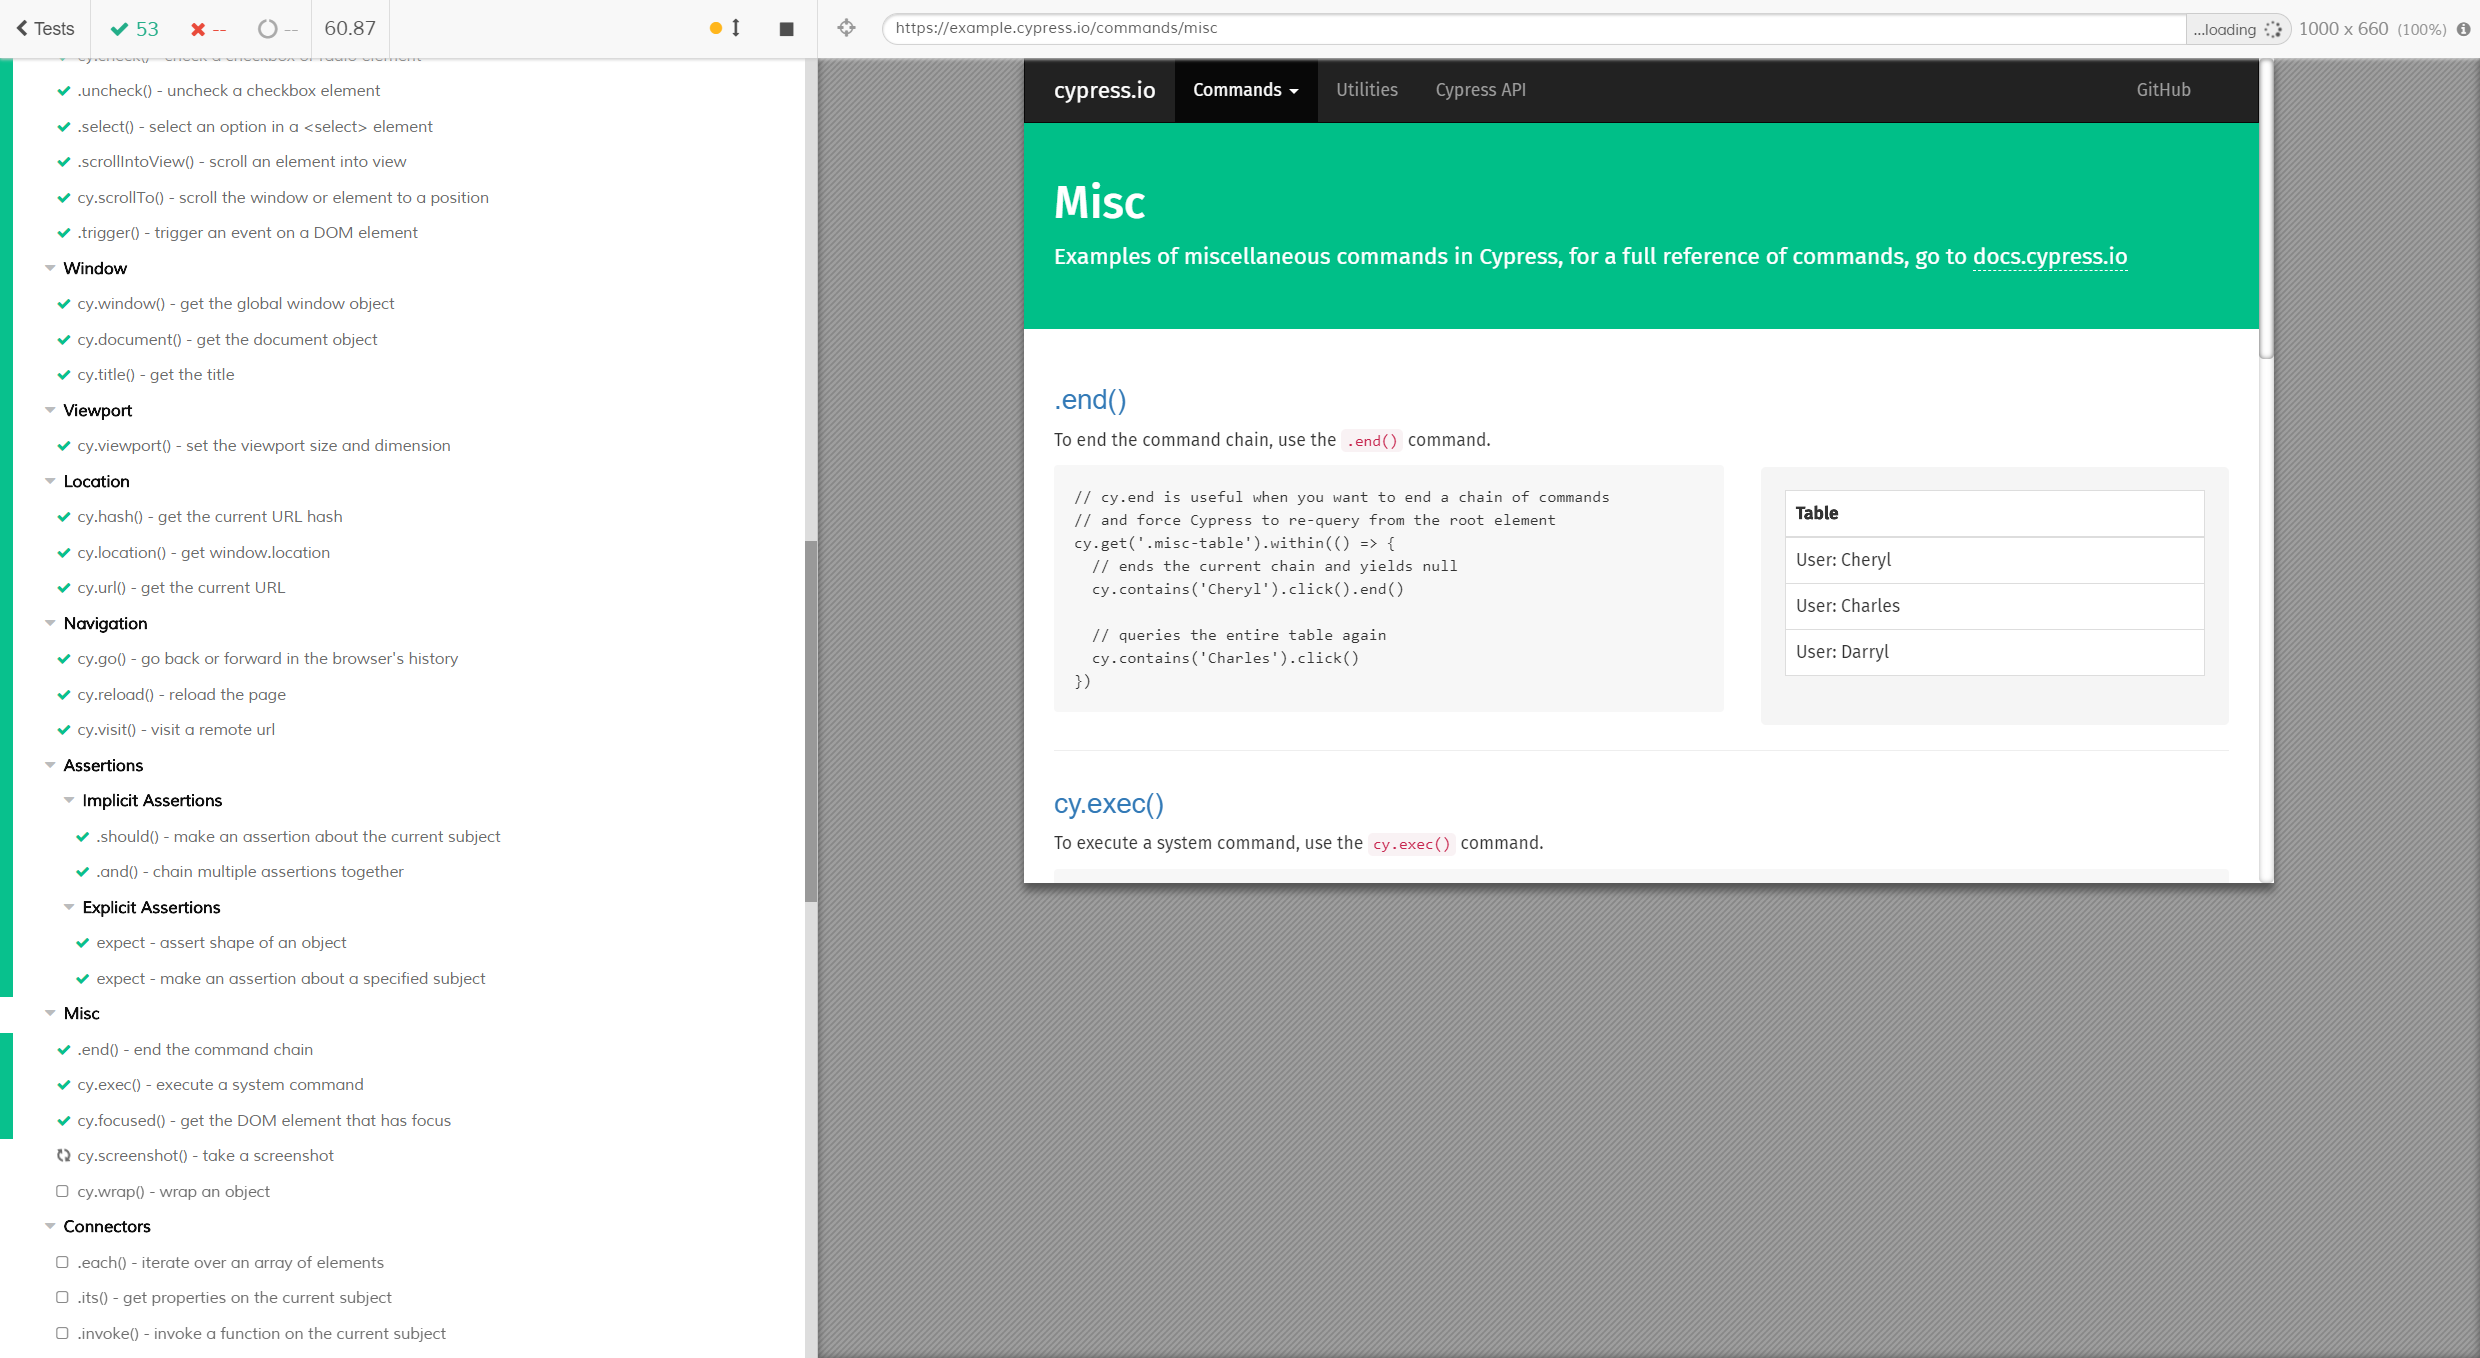 Tests
53
--
--
60.87
https://example.cypress.io/commands/misc
...loading
1000 x 660 (100%)
cy.check() - check a checkbox or radio element
.uncheck() - uncheck a checkbox element
.select() - select an option in a <select> element
.scrollIntoView() - scroll an element into view
cy.scrollTo() - scroll the window or element to a position
.trigger() - trigger an event on a DOM element
Window
cy.window() - get the global window object
cy.document() - get the document object
cy.title() - get the title
Viewport
cy.viewport() - set the viewport size and dimension
Location
cy.hash() - get the current URL hash
cy.location() - get window.location
cy.url() - get the current URL
Navigation
cy.go() - go back or forward in the browser's history
cy.reload() - reload the page
cy.visit() - visit a remote url
Assertions
Implicit Assertions
.should() - make an assertion about the current subject
.and() - chain multiple assertions together
Explicit Assertions
expect - assert shape of an object
expect - make an assertion about a specified subject
Misc
.end() - end the command chain
cy.exec() - execute a system command
cy.focused() - get the DOM element that has focus
cy.screenshot() - take a screenshot
cy.wrap() - wrap an object
Connectors
.each() - iterate over an array of elements
.its() - get properties on the current subject
.invoke() - invoke a function on the current subject
cypress.io
Commands
Utilities
Cypress API
GitHub
Misc
Examples of miscellaneous commands in Cypress, for a full reference of commands, go to docs.cypress.io
.end()
To end the command chain, use the .end() command.
// cy.end is useful when you want to end a chain of commands
// and force Cypress to re-query from the root element
cy.get('.misc-table').within(() => {
  // ends the current chain and yields null
  cy.contains('Cheryl').click().end()
  // queries the entire table again
  cy.contains('Charles').click()
})
Table
User: Cheryl
User: Charles
User: Darryl
cy.exec()
To execute a system command, use the cy.exec() command.